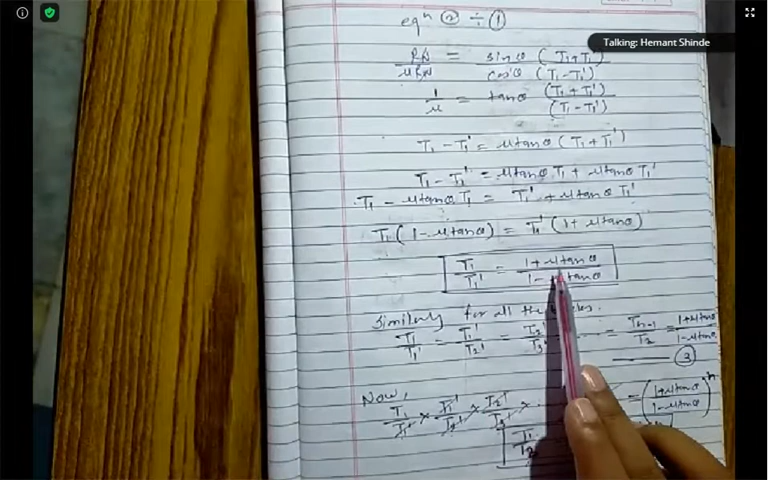 Talking: Hemant Shinde
eqⁿ ② ÷ ①
RN/μRN = sinθ (T₁+T₁')/cosθ (T₁-T₁')
1/μ = tanθ (T₁+T₁')/(T₁-T₁')
T₁-T₁' = μtanθ (T₁+T₁')
T₁-T₁' = μtanθ T₁ + μtanθ T₁'
T₁ - μtanθ T₁ = T₁' + μtanθ T₁'
T₁(1-μtanθ) = T₁'(1+μtanθ)
T₁/T₁' = 1+μtanθ/1-μtanθ
Similarly for all the
T₁/T₁' = T₁'/T₂' = T₂'/T₃' = Tₙ₋₁/T₂ = 1+μtanθ/1-μtanθ
③
Now,
T₁/T₁' × T₁'/T₂' × T₂'/T₃' × = (1+μtanθ/1-μtanθ)ⁿ
T₁/T₂